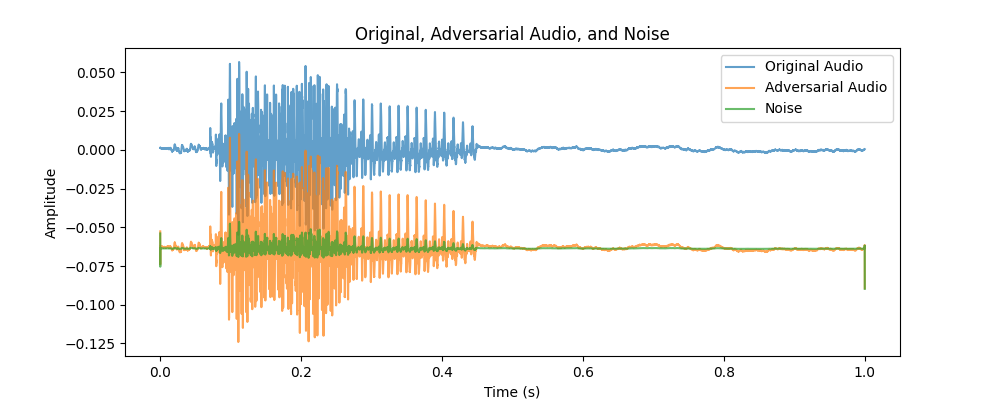 Original, Adversarial Audio, and Noise
Original Audio
Adversarial Audio
Noise
Amplitude
0.050
0.025
0.000
−0.025
−0.050
−0.075
−0.100
−0.125
0.0 0.2 0.4 0.6 0.8 1.0
Time (s)